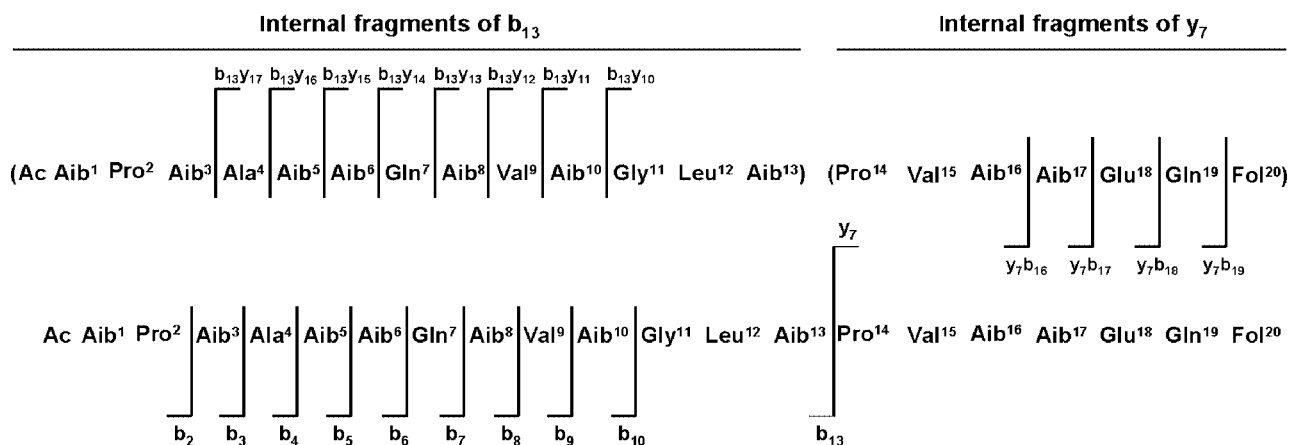 Internal fragments of b13 Internal fragments of y7
b13y17 b13y16 b13y15 b13y14 b13y13 b13y12 b13y11 b13y10
(Ac Aib1 Pro2 Aib3 Ala4 Aib5 Aib6 Gln7 Aib8 Val9 Aib10 Gly11 Leu12 Aib13) (Pro14 Val15 Aib16 Aib17 Glu18 Gln19 Fol20)
y7 y7b16 y7b17 y7b18 y7b19
Ac Aib1 Pro2 Aib3 Ala4 Aib5 Aib6 Gln7 Aib8 Val9 Aib10 Gly11 Leu12 Aib13 Pro14 Val15 Aib16 Aib17 Glu18 Gln19 Fol20
b2 b3 b4 b5 b6 b7 b8 b9 b10 b13